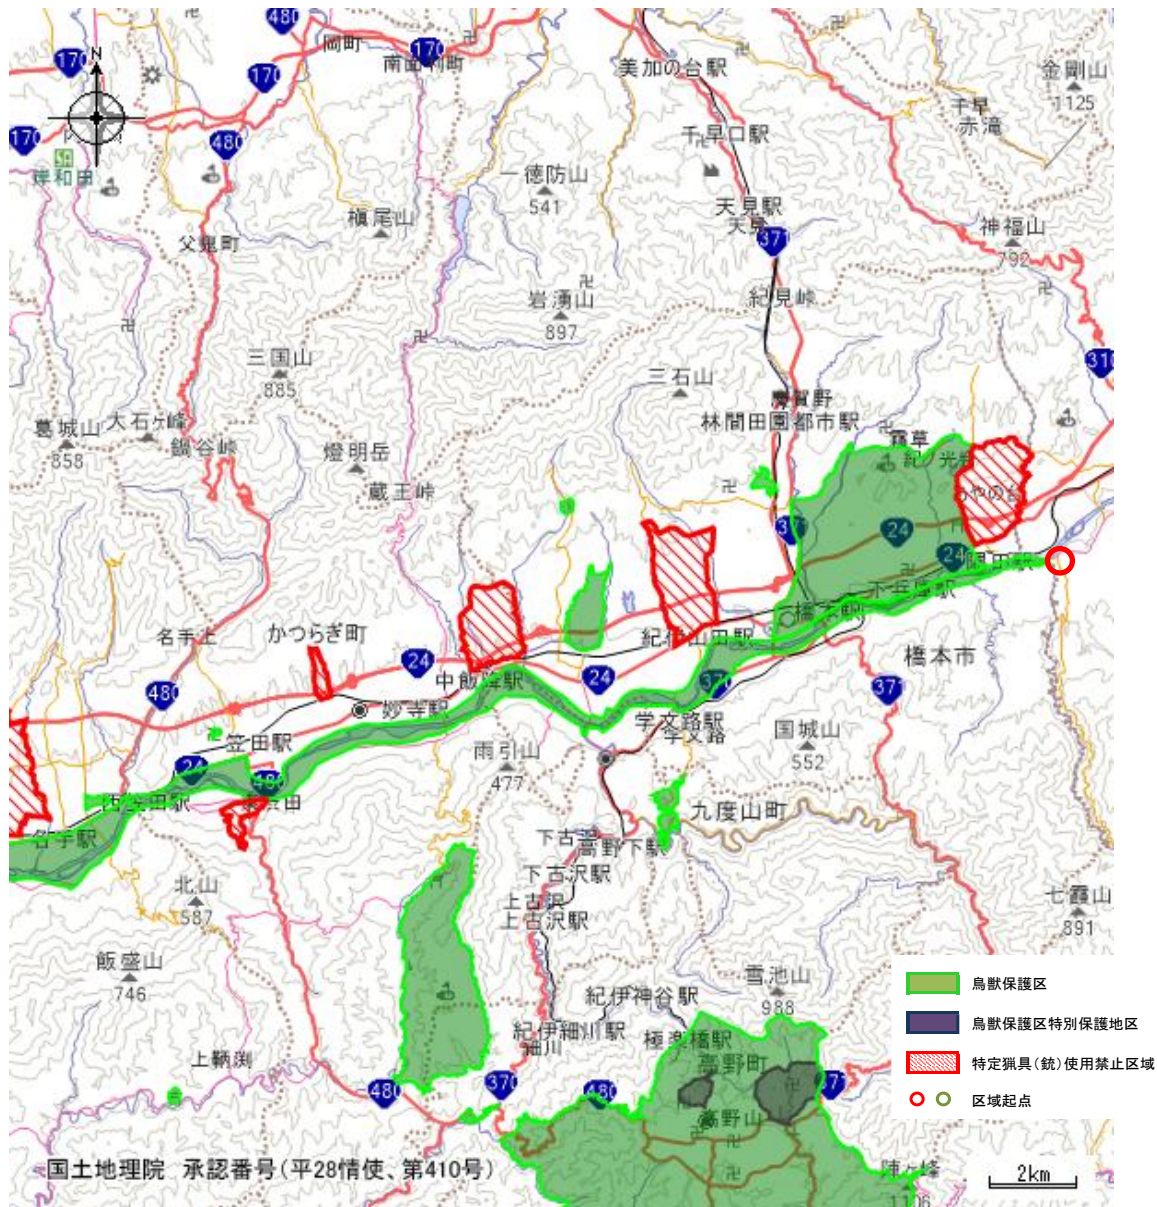 480
岡町
170
170
南面利町
170
美加の台駅
金剛山
1125
N
170
480
千早
赤滝
千早口駅
SA
岸和田
一徳防山
541
天見駅
天見
371
槇尾山
父鬼町
神福山
792
岩湧山
897
紀見峠
310
三国山
885
三石山
林間田園都市駅
葛城山
858
大石ヶ峰
鍋谷峠
燈明岳
蔵王峠
霧草
371
24
24
隅田駅
下兵庫駅
橋本駅
名手上
かつらぎ町
24
紀伊山田駅
橋本市
480
中飯降駅
24
371
371
妙寺駅
学文路駅
学文路
国城山
552
笠田駅
雨引山
477
24
480
西笠田駅
九度山町
名手駅
下古沢
高野下駅
下古沢駅
北山
587
上古沢
上古沢駅
七霞山
891
飯盛山
746
雪池山
988
紀伊神谷駅
紀伊細川駅
細川
極楽橋駅
上鞆渕
高野町
480
370
480
371
高野山
陣ヶ峰
1106
鳥獣保護区
鳥獣保護区特別保護地区
特定猟具(銃)使用禁止区域
区域起点
国土地理院 承認番号(平28情使、第410号)
2km